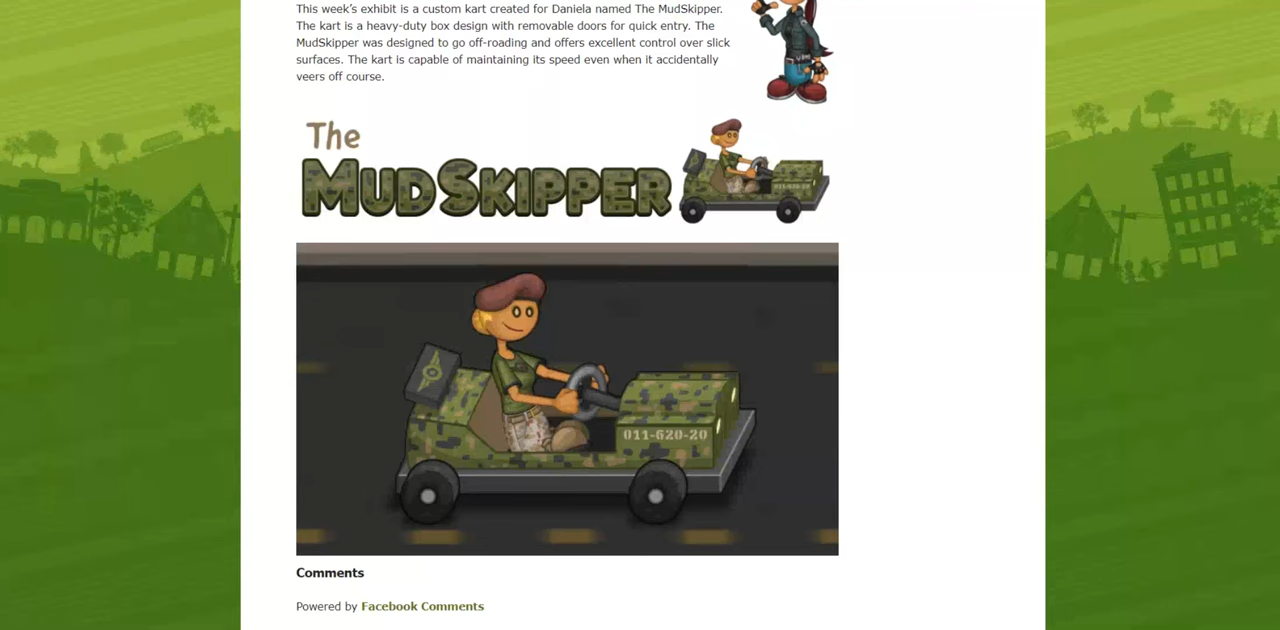 This week’s exhibit is a custom kart created for Daniela named The MudSkipper.
The kart is a heavy-duty box design with removable doors for quick entry. The
MudSkipper was designed to go off-roading and offers excellent control over slick
surfaces. The kart is capable of maintaining its speed even when it accidentally
veers off course.
The
MUDSKIPPER
011-620-20
011-620-20
Comments
Powered by Facebook Comments